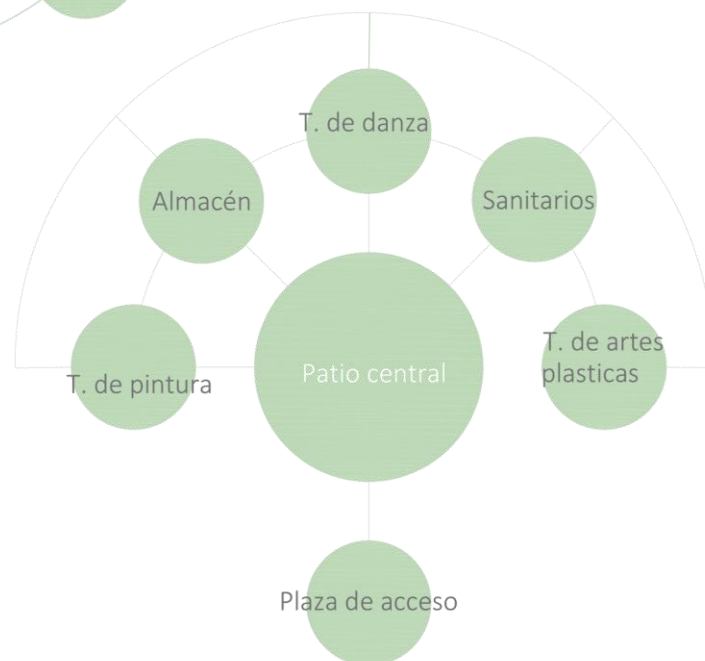 T. de danza
Almacén
Sanitarios
T. de pintura
Patio central
T. de artes
plasticas
Plaza de acceso